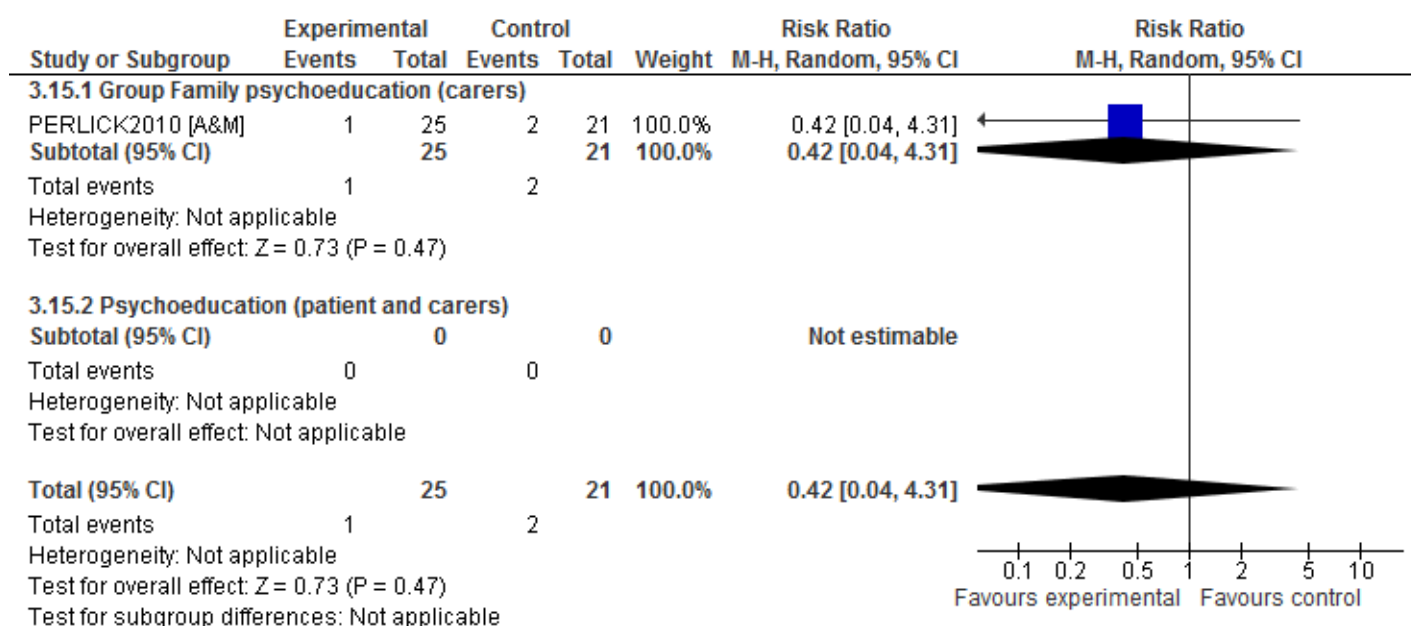 Experimental Control Risk Ratio Risk Ratio
Study or Subgroup Events Total Events Total Weight M-H, Random, 95% CI M-H, Random, 95% CI
3.15.1 Group Family psychoeducation (carers)
PERLICK2010 [A&M] 1 25 2 21 100.0% 0.42 [0.04, 4.31]
Subtotal (95% CI) 25 21 100.0% 0.42 [0.04, 4.31]
Total events 1 2
Heterogeneity: Not applicable
Test for overall effect: Z = 0.73 (P = 0.47)
3.15.2 Psychoeducation (patient and carers)
Subtotal (95% CI) 0 0 Not estimable
Total events 0 0
Heterogeneity: Not applicable
Test for overall effect: Not applicable
Total (95% CI) 25 21 100.0% 0.42 [0.04, 4.31]
Total events 1 2
Heterogeneity: Not applicable
Test for overall effect: Z = 0.73 (P = 0.47)
Test for subgroup differences: Not applicable
0.1 0.2 0.5 1 2 5 10
Favours experimental Favours control